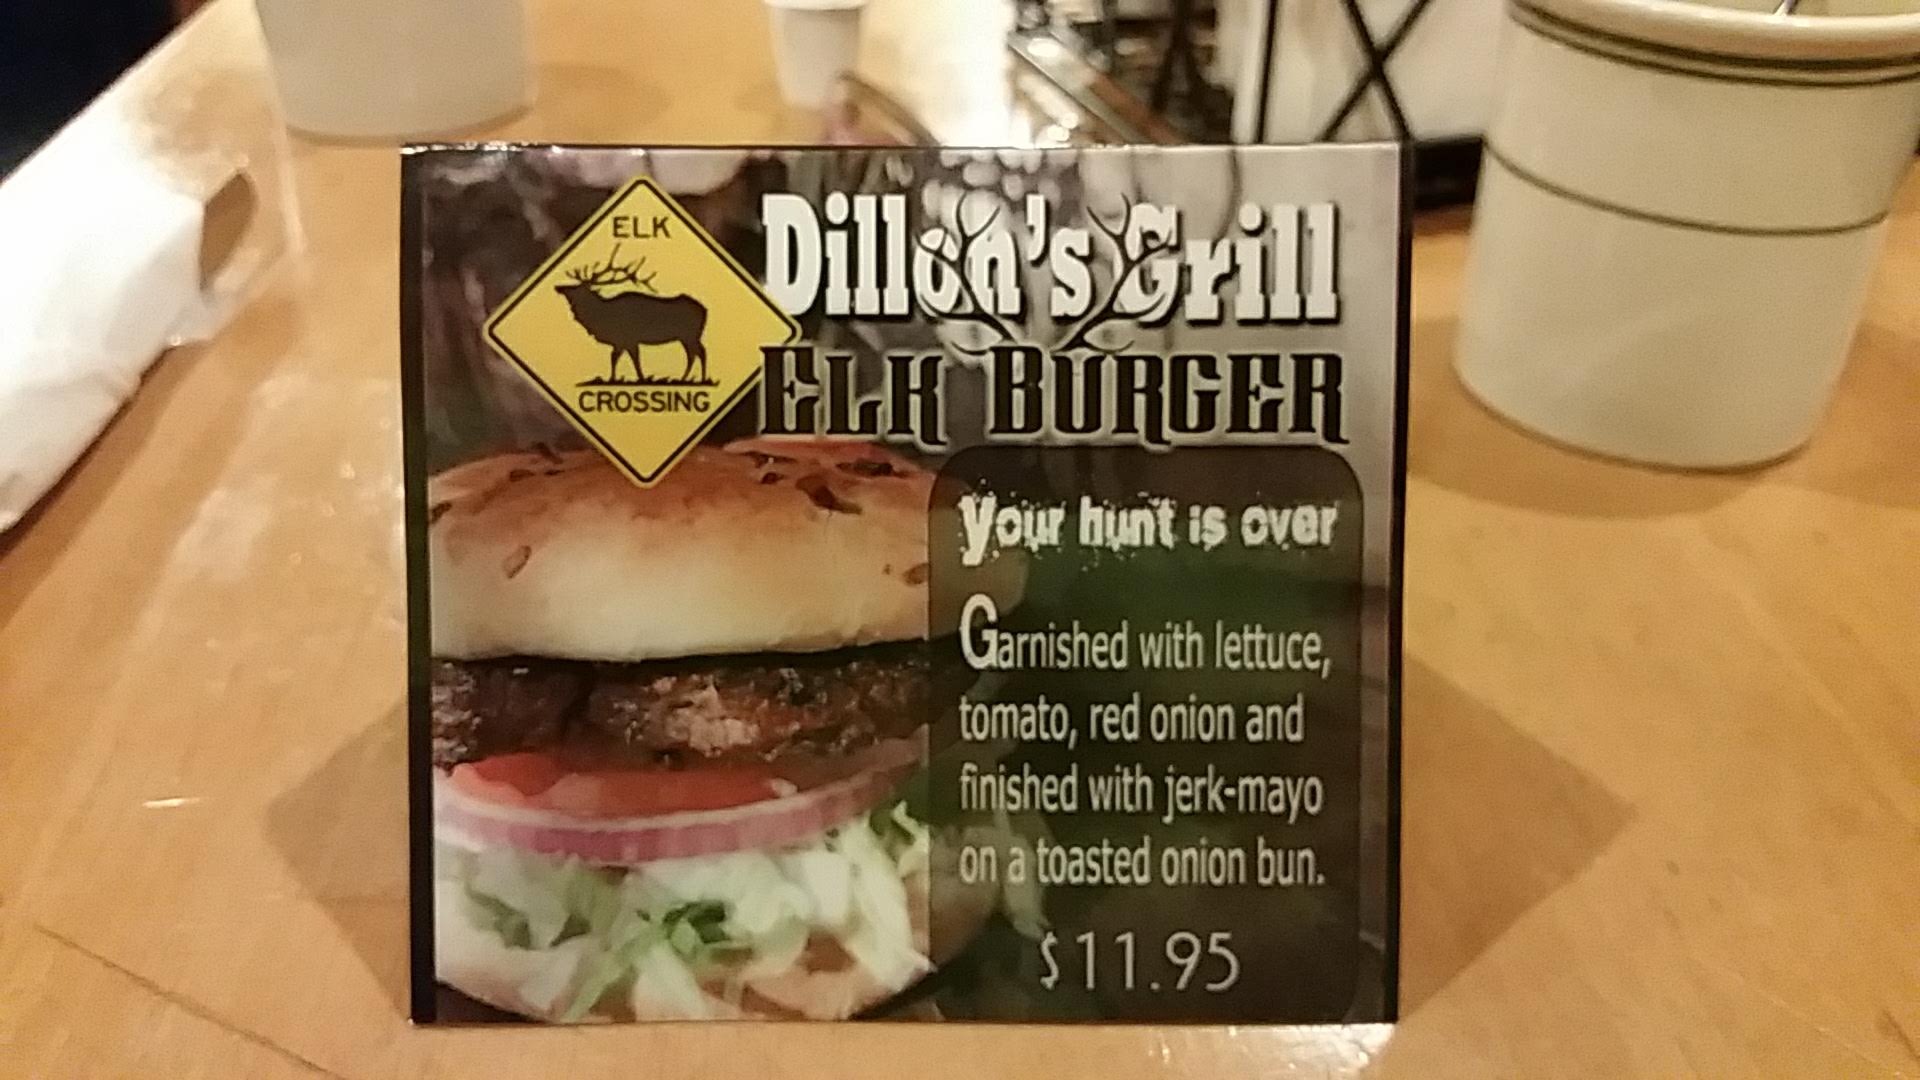 ELK
CROSSING
Dillon's Grill
ELK BURGER
your hunt is over
Garnished with lettuce,
tomato, red onion and
finished with jerk-mayo
on a toasted onion bun.
$11.95